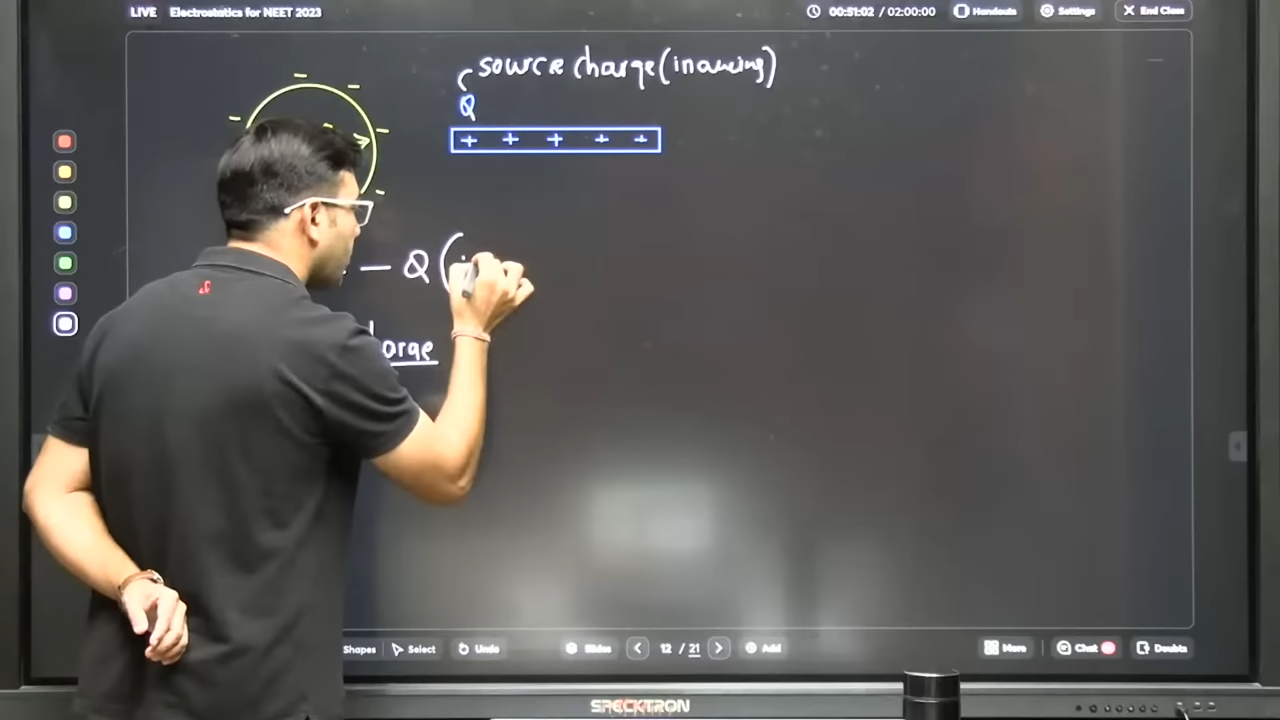 LIVE Electrostatics for NEET 2023 00:51:02 / 02:00:00 Handouts Settings End Class
source charge (inducing)
Q
+ + + + +
- Q (
Shapes Select Undo Slides 12 / 21 Add More Chat Doubts
SPECKTRON